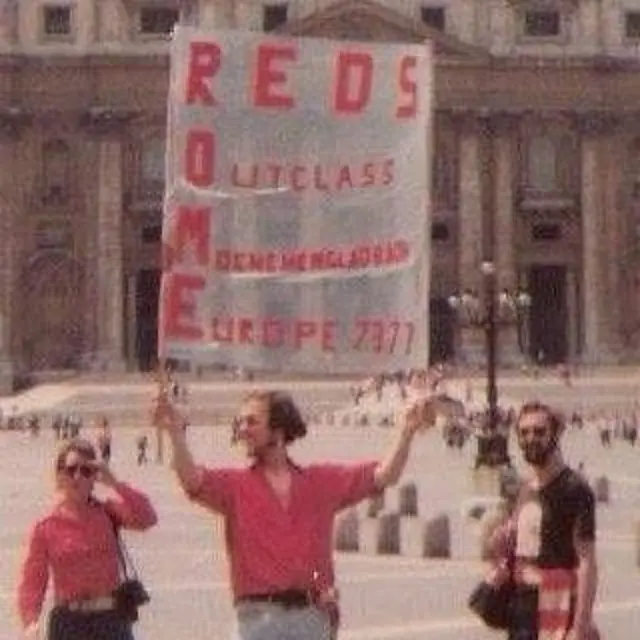 REDS
OUTCLASS
MOENCHENGLADBACH
EUROPE 1977